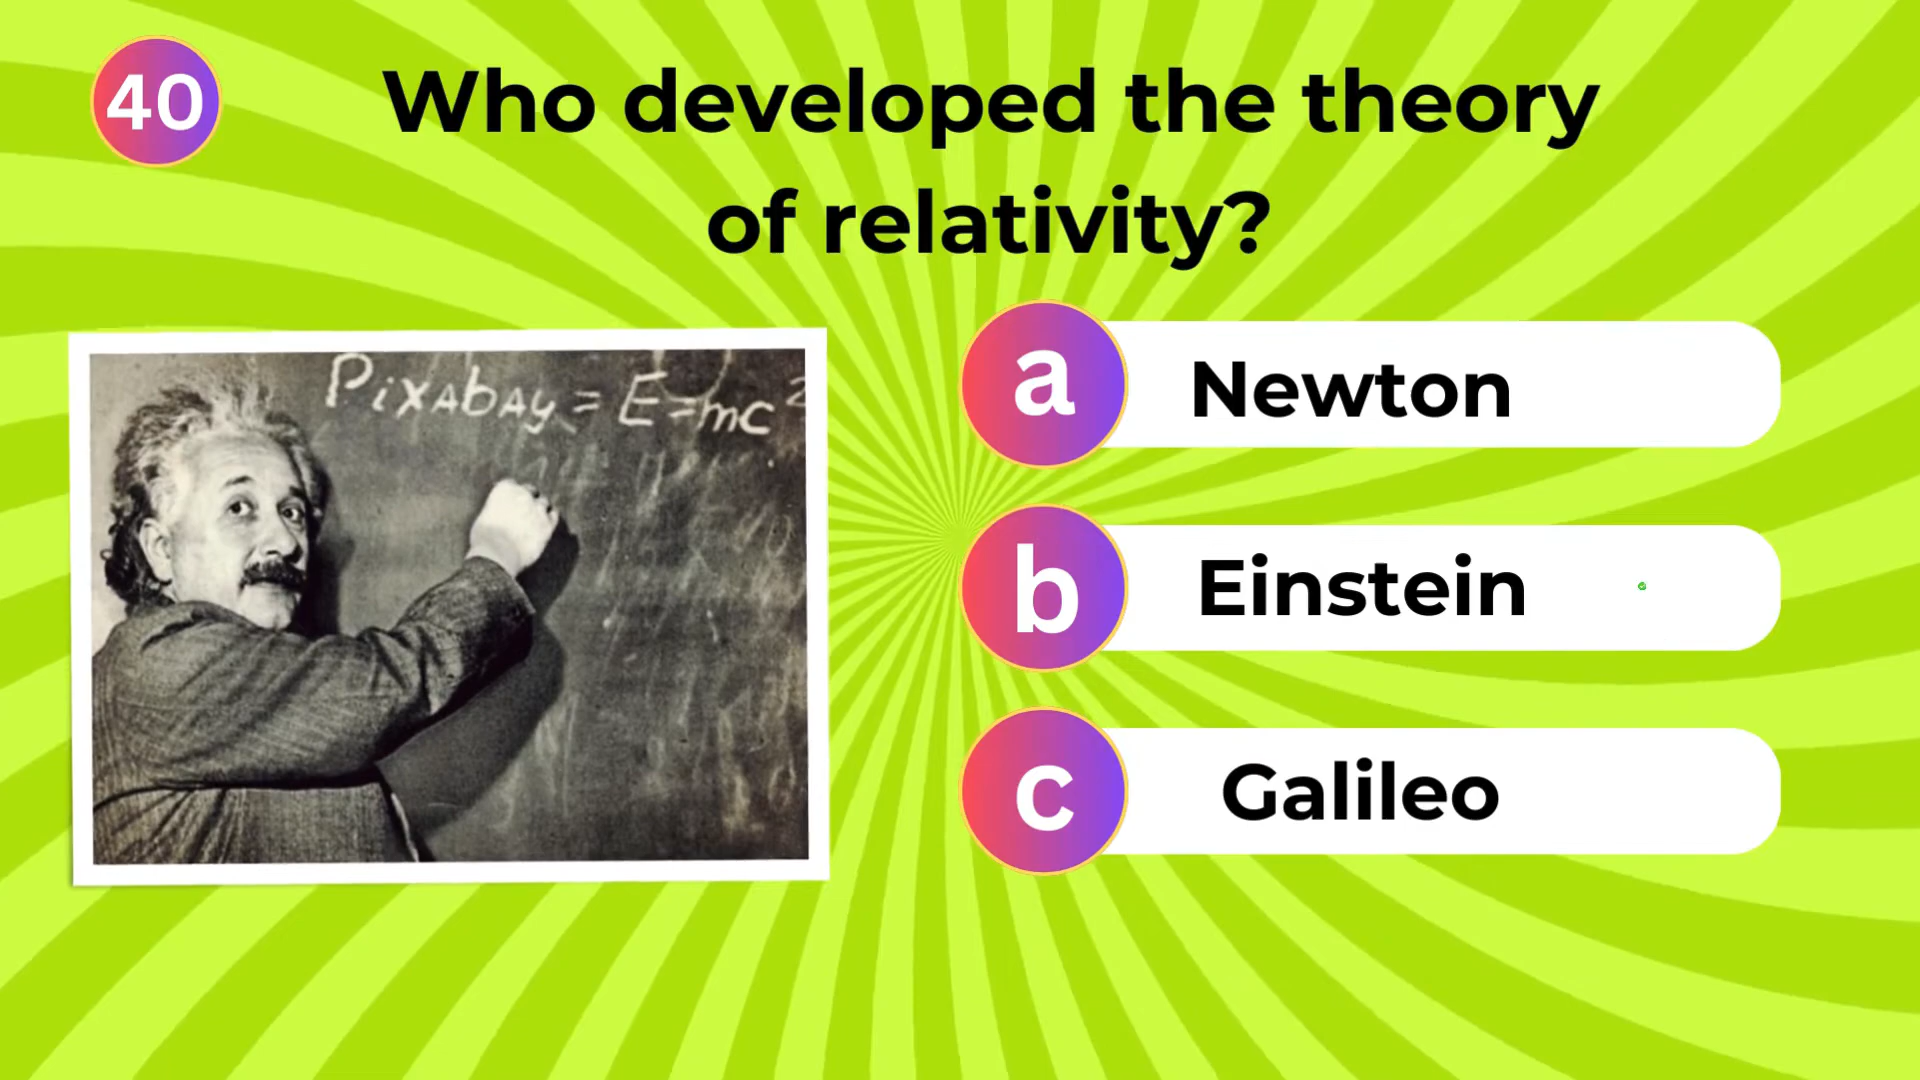 40
Who developed the theory
of relativity?
Pixabay = E=mc²
a Newton
b Einstein
c Galileo